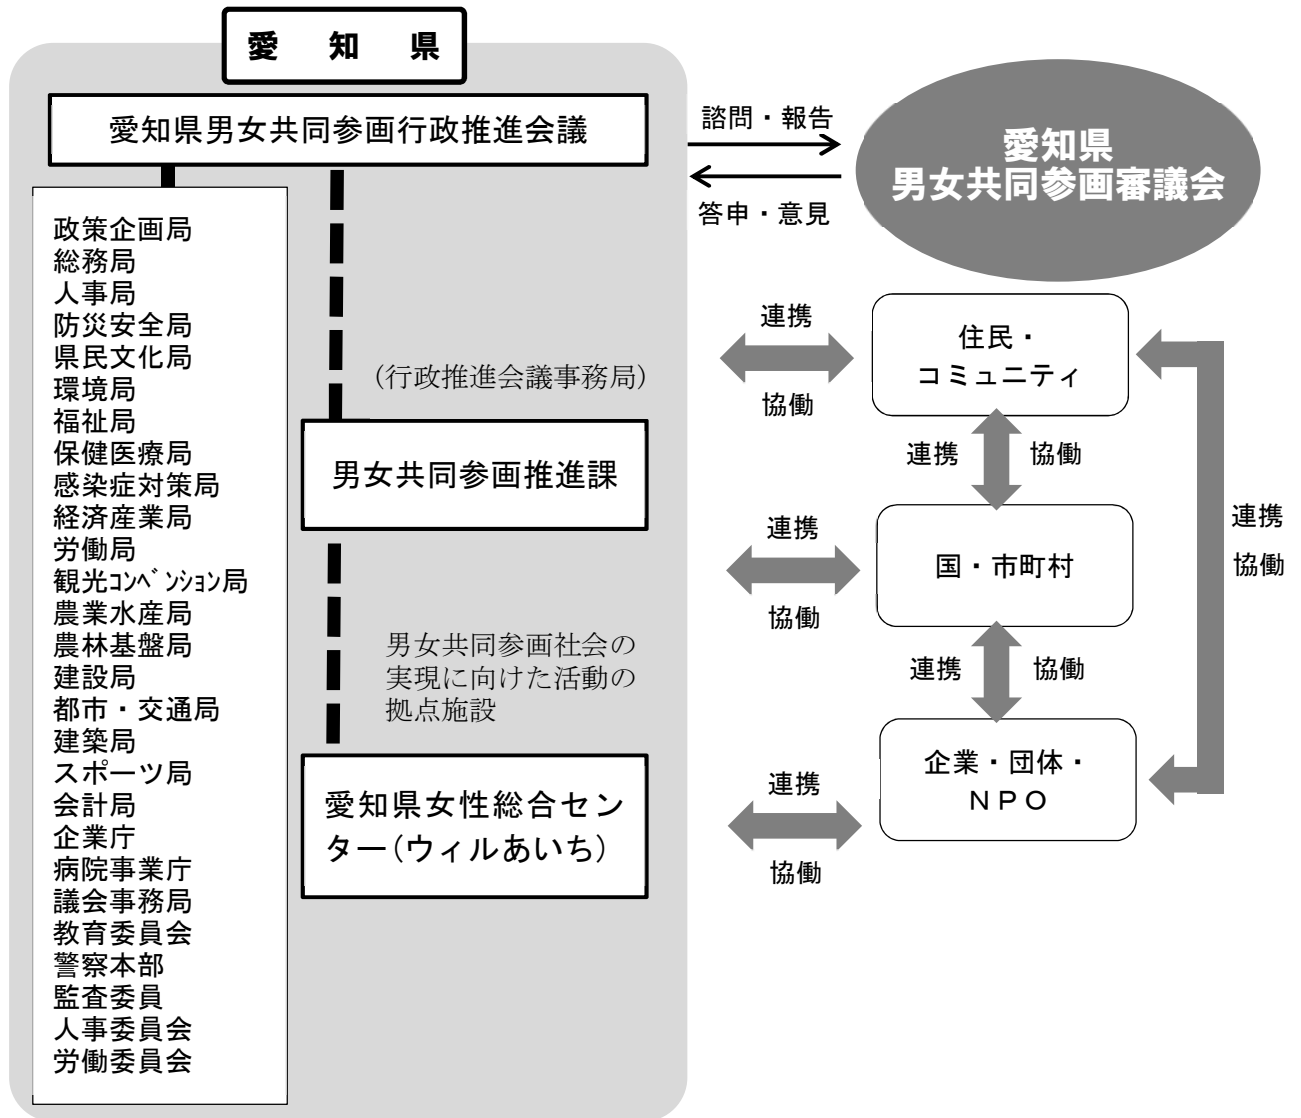 愛　知　県
愛知県男女共同参画行政推進会議
政策企画局
総務局
人事局
防災安全局
県民文化局
環境局
福祉局
保健医療局
感染症対策局
経済産業局
労働局
観光ｺﾝﾍﾞﾝｼｮﾝ局
農業水産局
農林基盤局
建設局
都市・交通局
建築局
スポーツ局
会計局
企業庁
病院事業庁
議会事務局
教育委員会
警察本部
監査委員
人事委員会
労働委員会
(行政推進会議事務局)
男女共同参画推進課
男女共同参画社会の
実現に向けた活動の
拠点施設
愛知県女性総合セン
ター(ウィルあいち)
諮問・報告
答申・意見
愛知県
男女共同参画審議会
連携
協働
住民・
コミュニティ
連携　協働
連携
協働
国・市町村
連携　協働
連携
協働
企業・団体・
ＮＰＯ
連携
協働